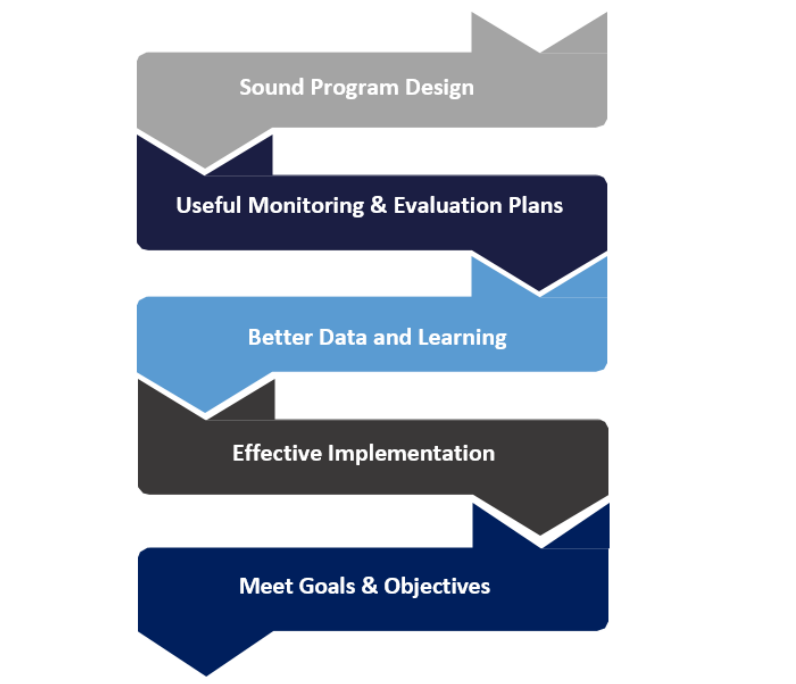 Sound Program Design
Useful Monitoring & Evaluation Plans
Better Data and Learning
Effective Implementation
Meet Goals & Objectives